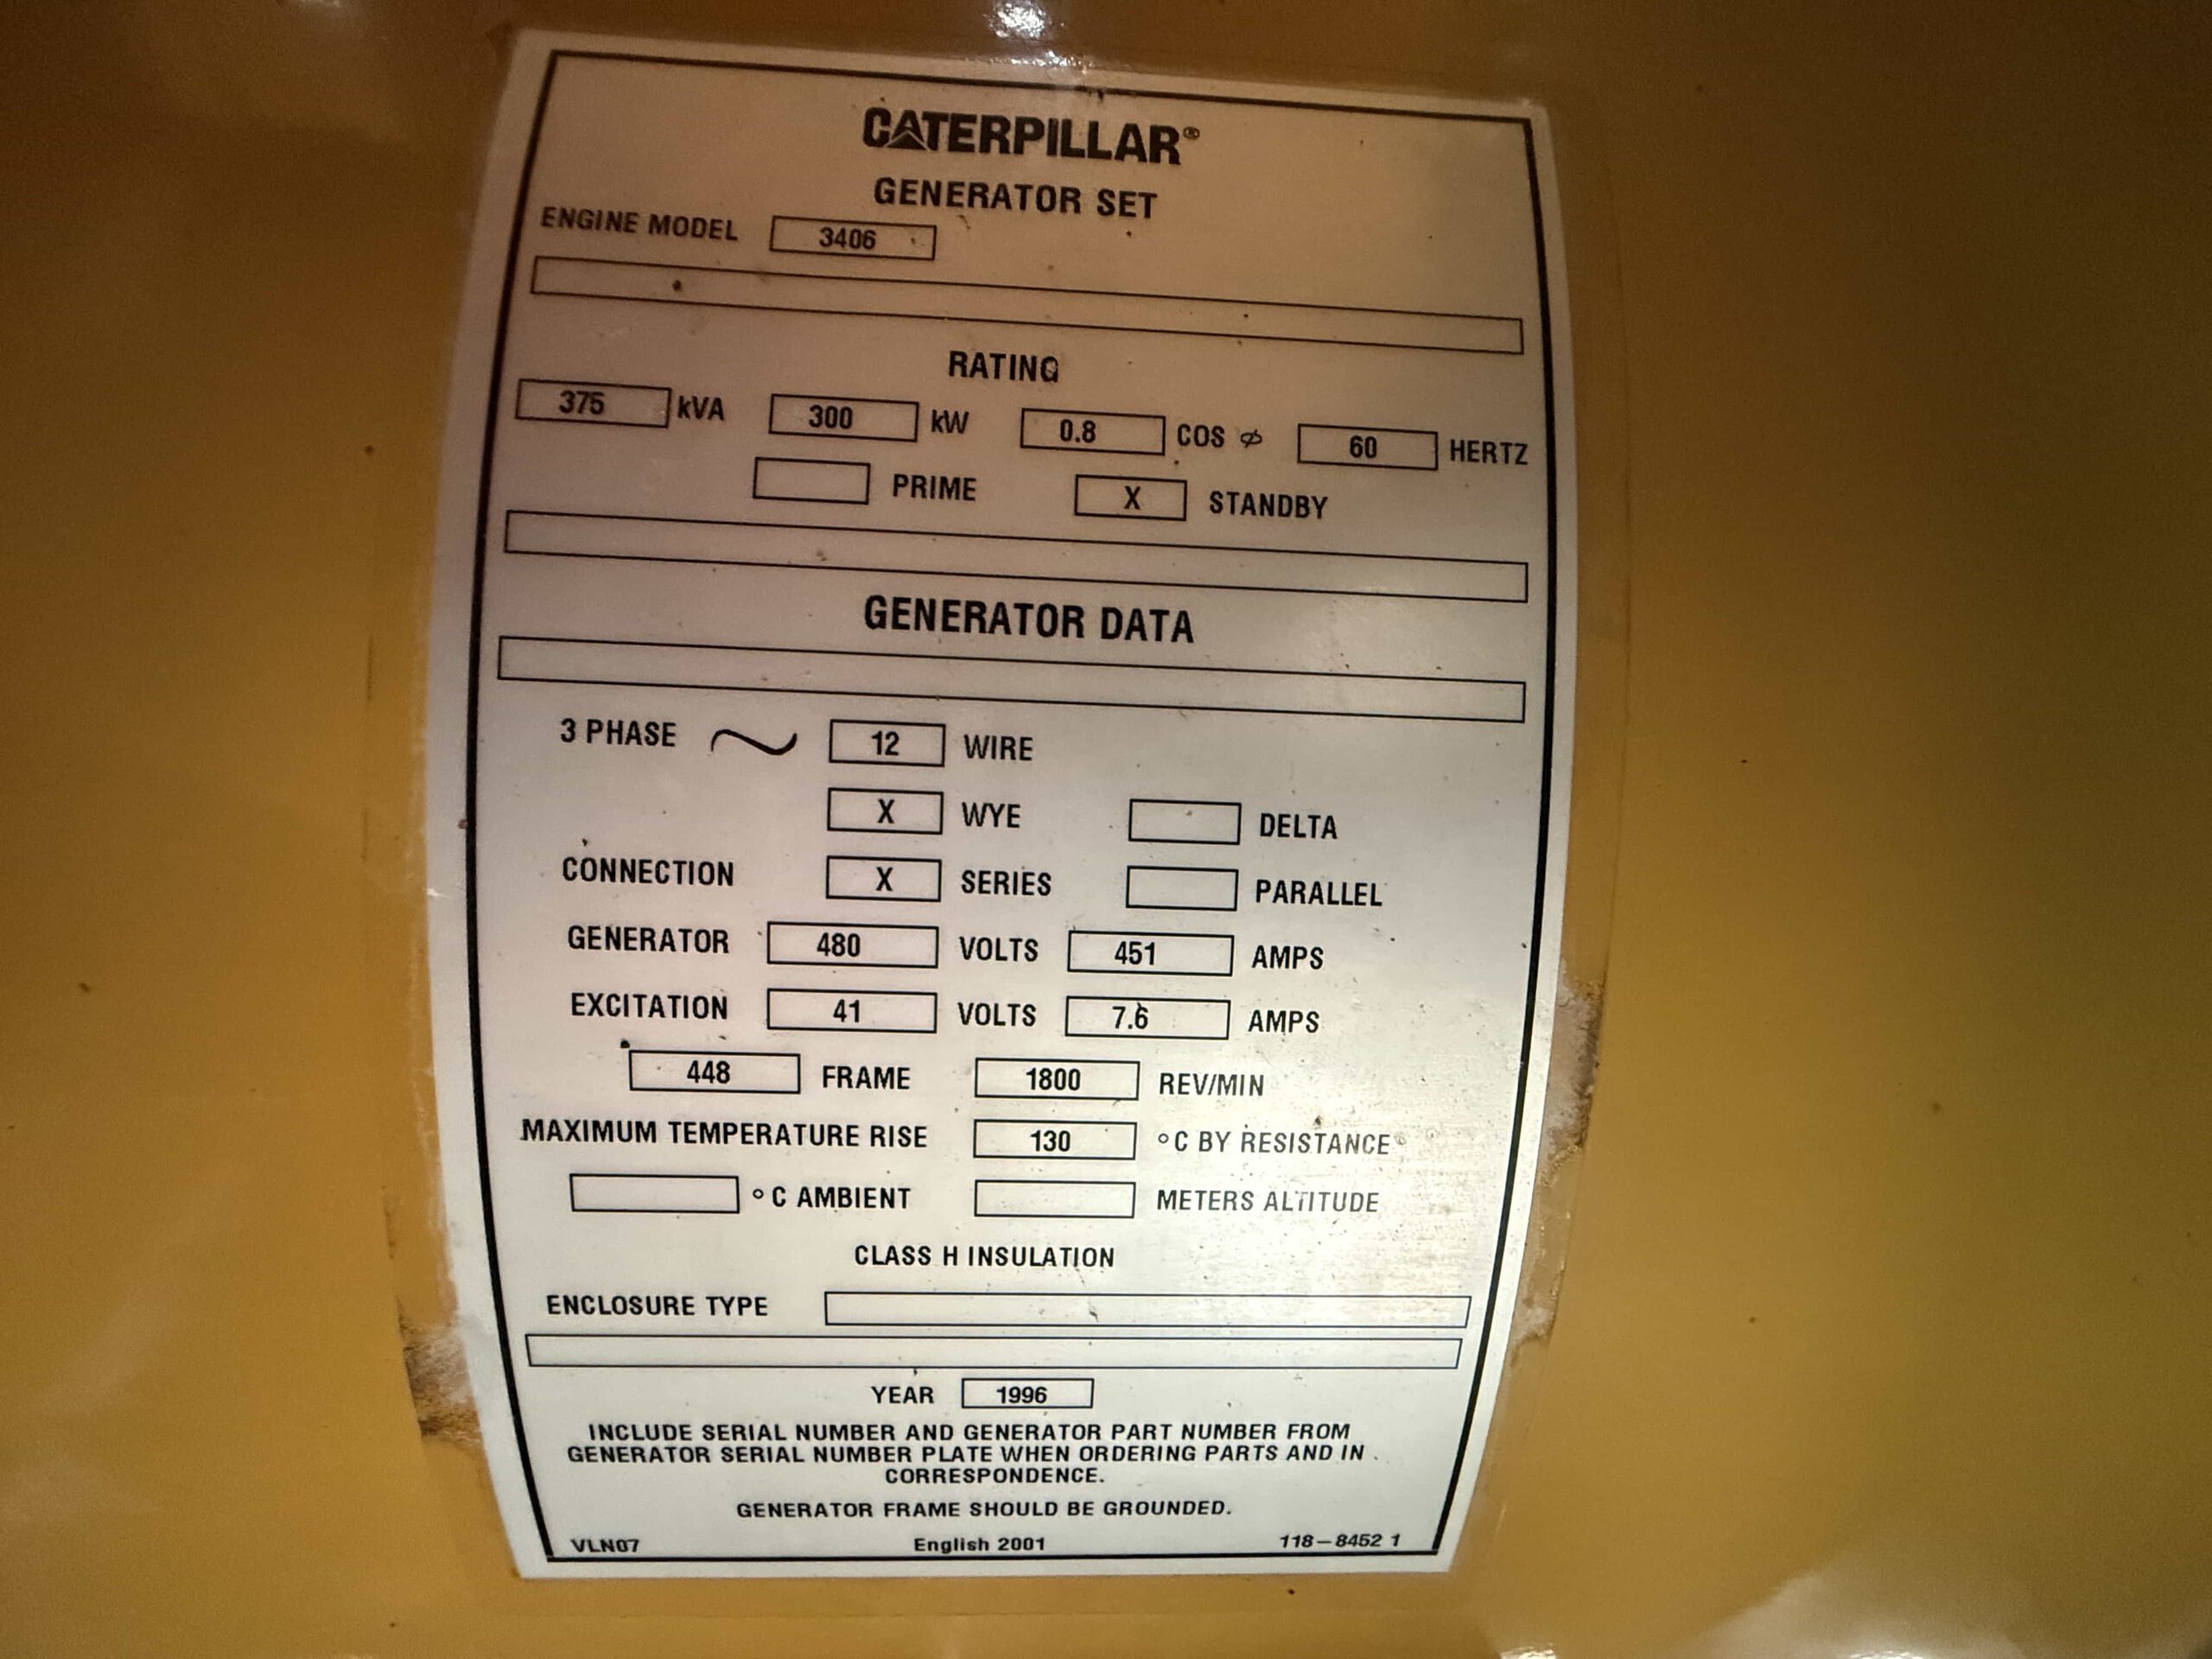 CATERPILLAR®
GENERATOR SET
ENGINE MODEL 3406
RATING
375 kVA 300 kW 0.8 COS ϕ 60 HERTZ
PRIME X STANDBY
GENERATOR DATA
3 PHASE ~ 12 WIRE
X WYE DELTA
CONNECTION X SERIES PARALLEL
GENERATOR 480 VOLTS 451 AMPS
EXCITATION 41 VOLTS 7.6 AMPS
448 FRAME 1800 REV/MIN
MAXIMUM TEMPERATURE RISE 130 °C BY RESISTANCE
°C AMBIENT METERS ALTITUDE
CLASS H INSULATION
ENCLOSURE TYPE
YEAR 1996
INCLUDE SERIAL NUMBER AND GENERATOR PART NUMBER FROM
GENERATOR SERIAL NUMBER PLATE WHEN ORDERING PARTS AND IN
CORRESPONDENCE.
GENERATOR FRAME SHOULD BE GROUNDED.
VLN07 English 2001 118-8452 1